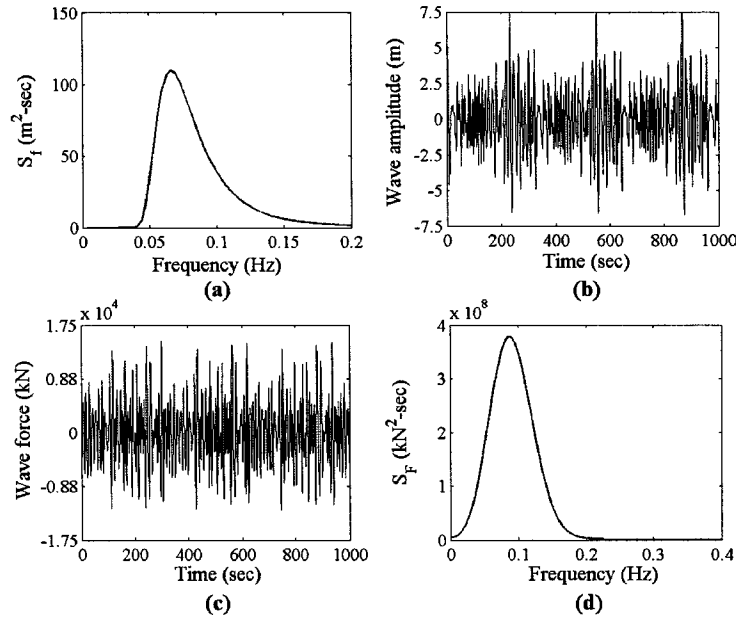 150
100
50
0
S_f (m²-sec)
0 0.05 0.1 0.15 0.2
Frequency (Hz)
(a)
7.5
5
2.5
0
-2.5
-5
-7.5
Wave amplitude (m)
0 200 400 600 800 1000
Time (sec)
(b)
x 10⁴
1.75
0.88
0
-0.88
-1.75
Wave force (kN)
0 200 400 600 800 1000
Time (sec)
(c)
x 10⁸
4
3
2
1
0
S_F (kN²-sec)
0 0.1 0.2 0.3 0.4
Frequency (Hz)
(d)